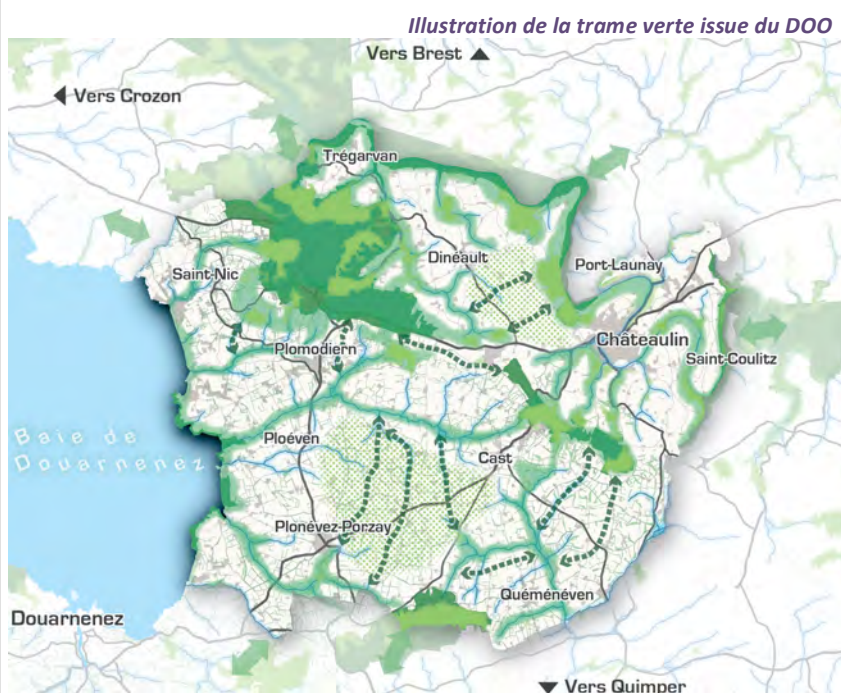 Illustration de la trame verte issue du DOO
Vers Brest
Vers Crozon
Trégarvan
Dinéault
Port-Launay
Saint-Nic
Châteaulin
Plomodiern
Saint-Coulitz
Baie de
Douarnenez
Ploéven
Cast
Plonévez-Porzay
Quéménéven
Douarnenez
Vers Quimper